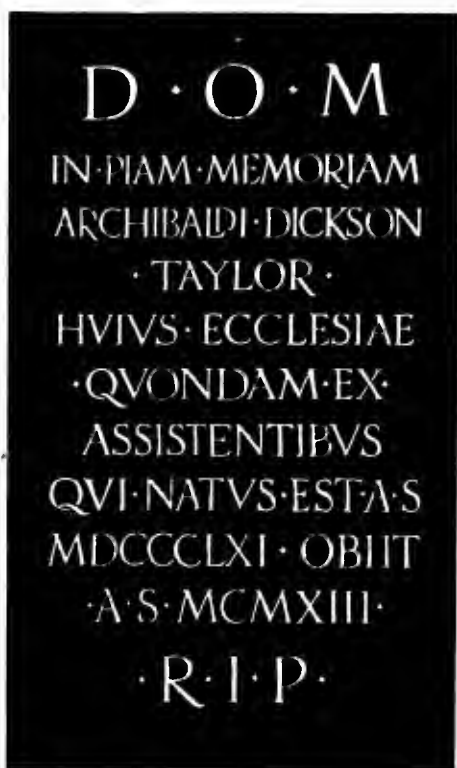 D · O · M
IN · PIAM · MEMORIAM
ARCHIBALDI · DICKSON
· TAYLOR ·
HVIVS · ECCLESIAE
· QVONDAM · EX ·
ASSISTENTIBVS
QVI · NATVS · EST · A · S
MDCCCLXI · OBIIT
· A · S · MCMXIII ·
· R · I · P ·